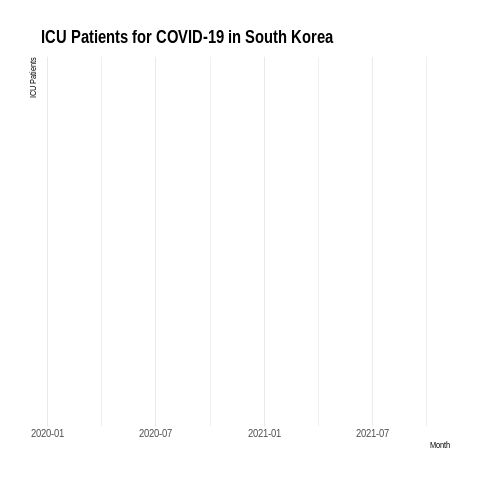 ICU Patients for COVID-19 in South Korea
ICU Patients
2020-01
2020-07
2021-01
2021-07
Month